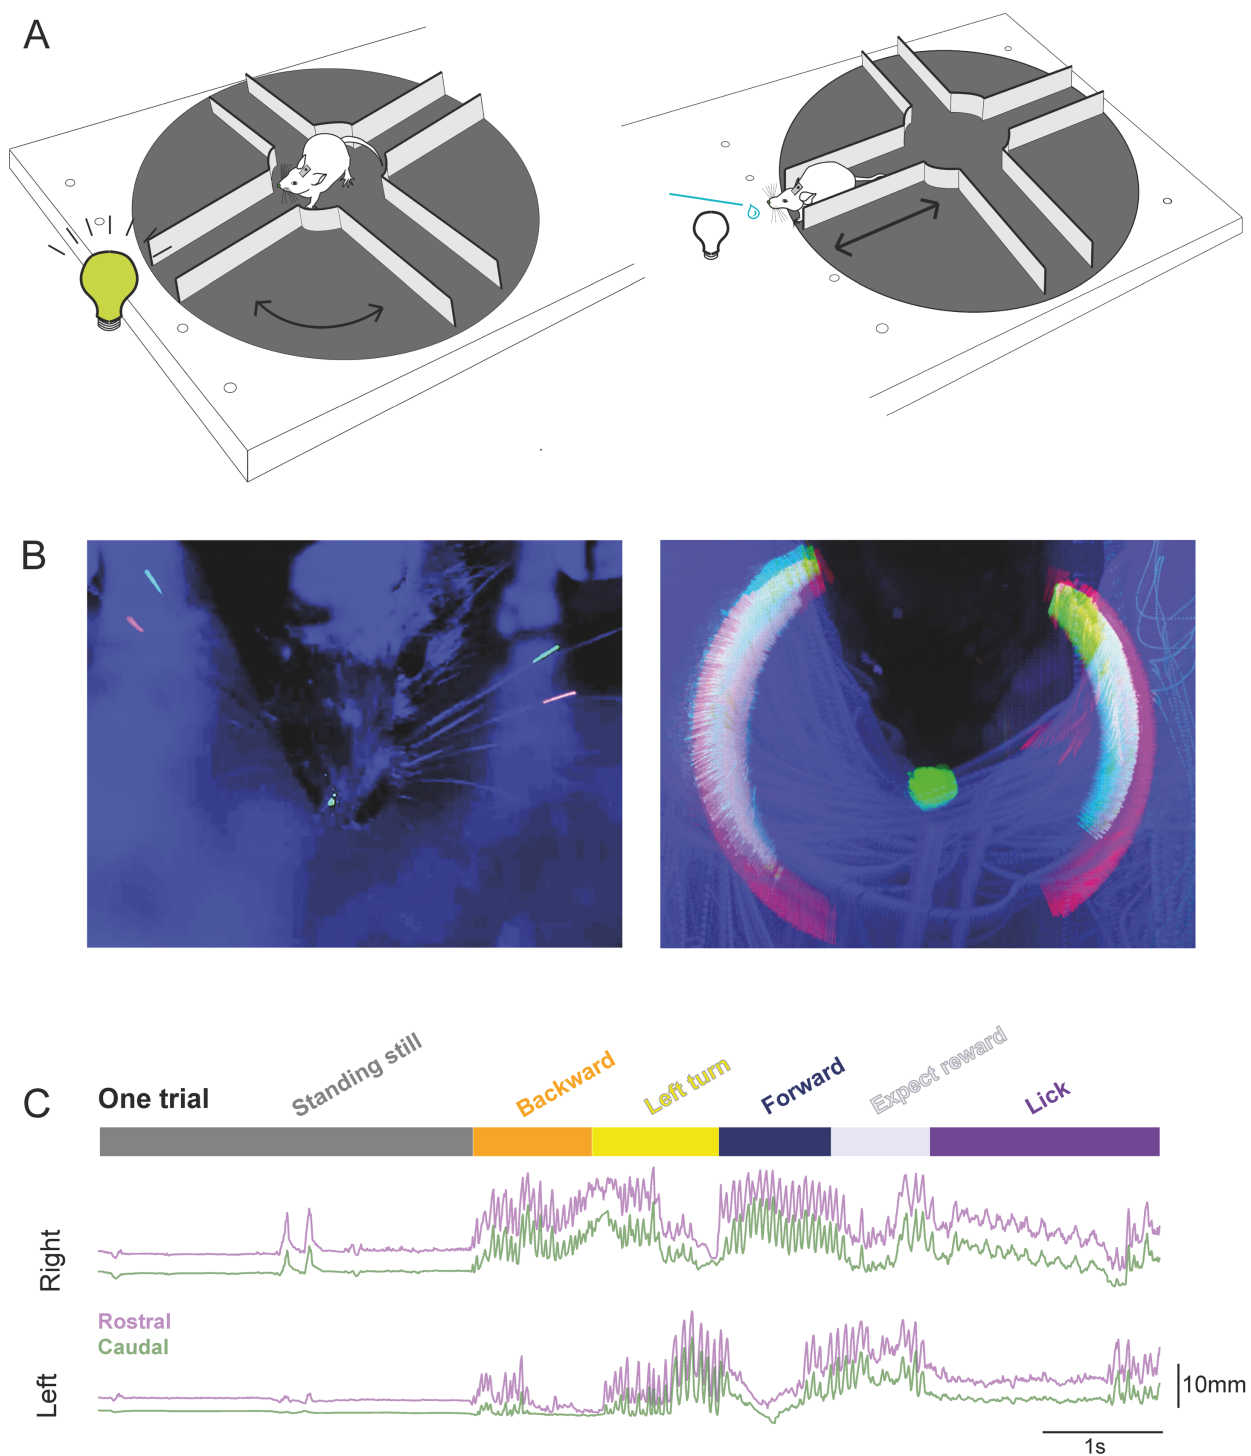 A
B
C
One trial
Standing still
Backward
Left turn
Forward
Expect reward
Lick
Right
Rostral
Caudal
Left
10mm
1s